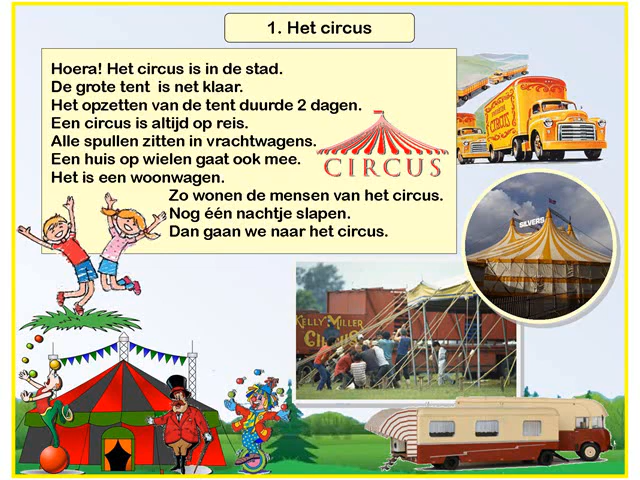 1. Het circus
Hoera! Het circus is in de stad.
De grote tent is net klaar.
Het opzetten van de tent duurde 2 dagen.
Een circus is altijd op reis.
Alle spullen zitten in vrachtwagens.
Een huis op wielen gaat ook mee.
Het is een woonwagen.
Zo wonen de mensen van het circus.
Nog één nachtje slapen.
Dan gaan we naar het circus.
CIRCUS
CIRCUS
SILVERS
KELLY MILLER
CIRCUS